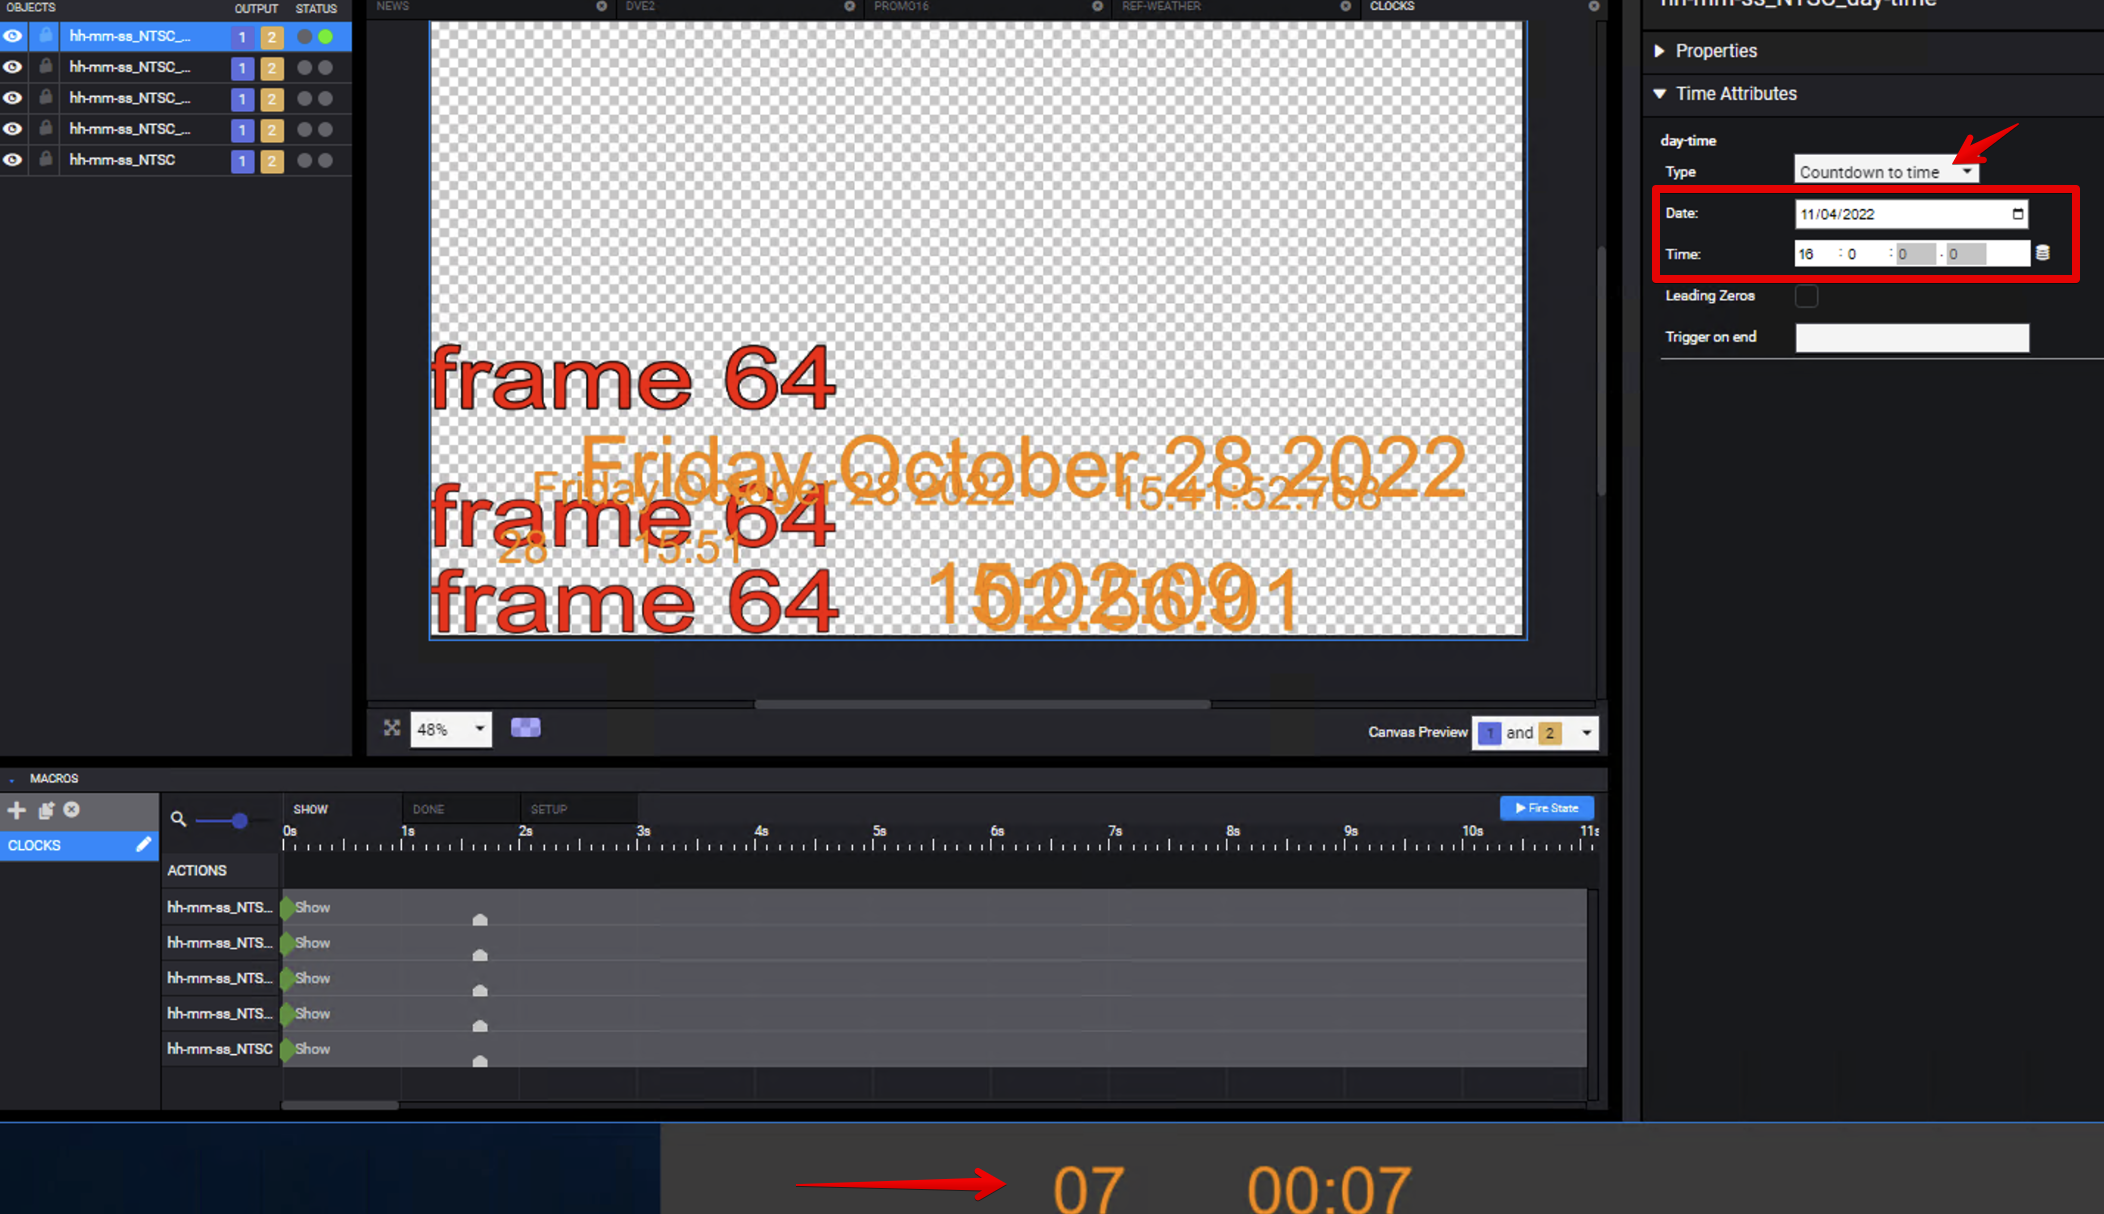 OBJECTS OUTPUT STATUS
hh-mm-ss_NTSC_... 1 2
hh-mm-ss_NTSC_... 1 2
hh-mm-ss_NTSC_... 1 2
hh-mm-ss_NTSC_... 1 2
hh-mm-ss_NTSC 1 2
NEWS DVE2 PROMO16 REF-WEATHER CLOCKS
frame 64
Friday October 28 2022
Friday October 28 2022 15:41:52.768
frame 64
28 15:51
frame 64
48%
Canvas Preview 1 and 2
hh-mm-ss_NTSC_day-time
Properties
Time Attributes
day-time
Type Countdown to time
Date: 11/04/2022
Time: 16 : 0 : 0 . 0
Leading Zeros
Trigger on end
MACROS
CLOCKS
SHOW DONE SETUP
Fire State
0s 1s 2s 3s 4s 5s 6s 7s 8s 9s 10s 11s
ACTIONS
hh-mm-ss_NTS... Show
hh-mm-ss_NTS... Show
hh-mm-ss_NTS... Show
hh-mm-ss_NTS... Show
hh-mm-ss_NTSC Show
07 00:07